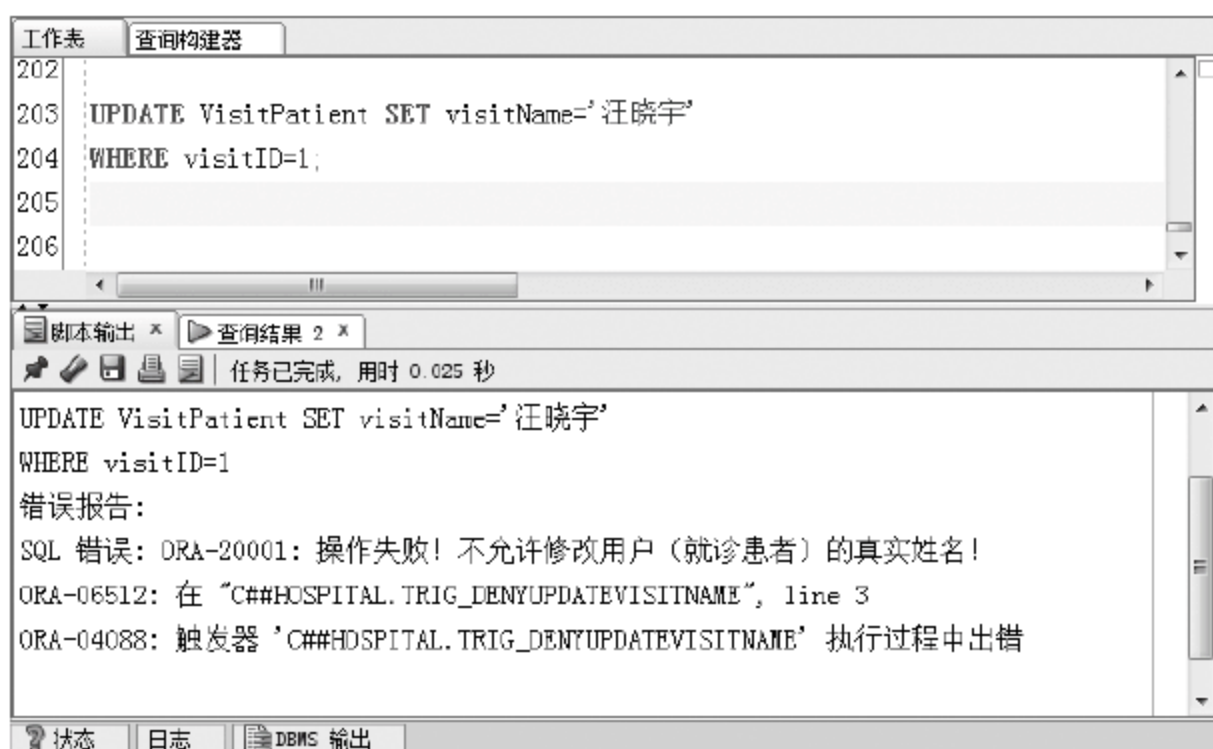 工作表 查询构建器
202
203 UPDATE VisitPatient SET visitName='汪晓宇'
204 WHERE visitID=1;
205
206
脚本输出 × 查询结果 2 ×
任务已完成, 用时 0.025 秒
UPDATE VisitPatient SET visitName='汪晓宇'
WHERE visitID=1
错误报告:
SQL 错误: ORA-20001: 操作失败! 不允许修改用户（就诊患者）的真实姓名!
ORA-06512: 在 "C##HOSPITAL.TRIG_DENYUPDATEVISITNAME", line 3
ORA-04088: 触发器 'C##HOSPITAL.TRIG_DENYUPDATEVISITNAME' 执行过程中出错
状态 日志 DBMS 输出